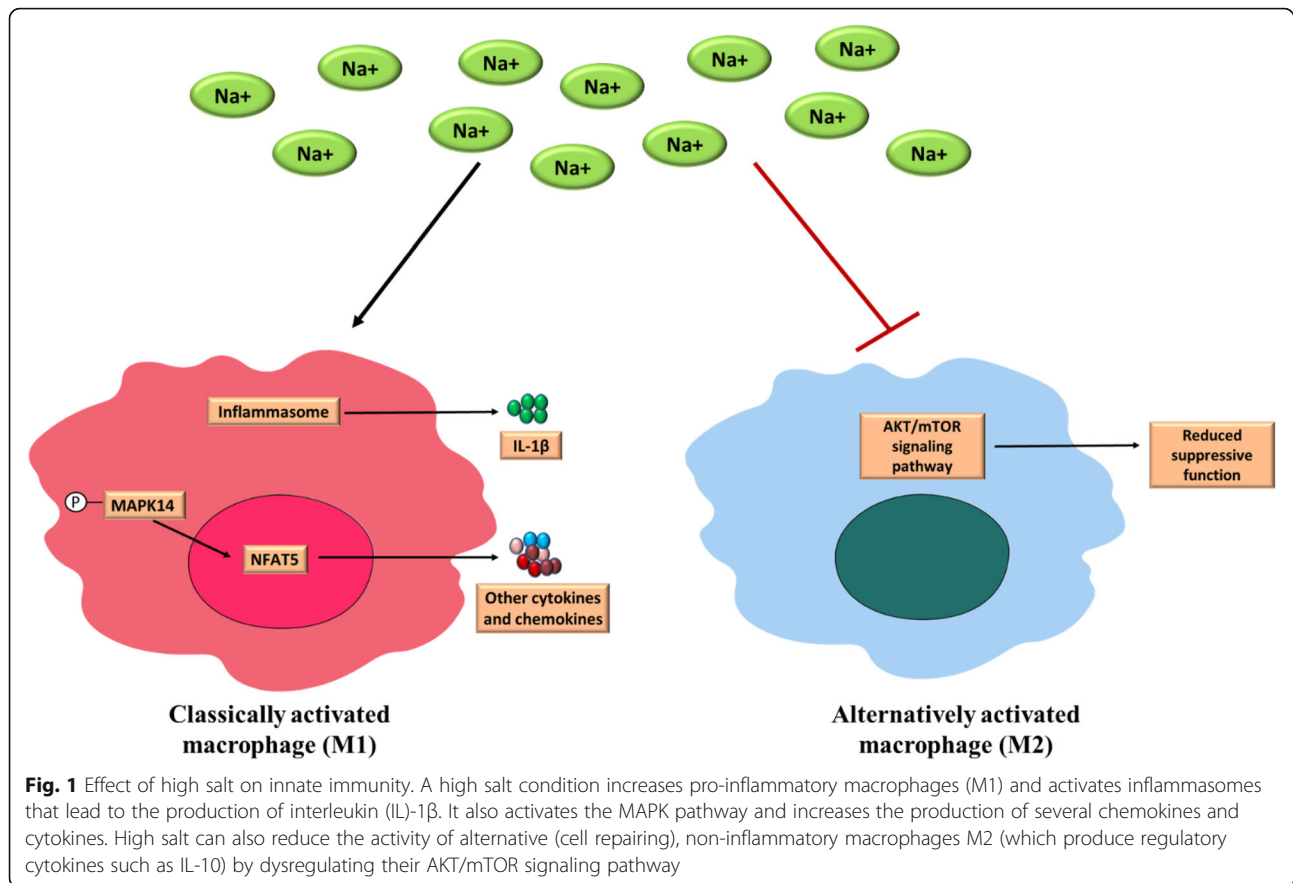 Na+
Na+
Na+
Na+
Na+
Na+
Na+
Na+
Na+
Na+
Na+
Na+
Inflammasome
IL-1β
P
MAPK14
NFAT5
Other cytokines
and chemokines
AKT/mTOR
signaling
pathway
Reduced
suppressive
function
Classically activated
macrophage (M1)
Alternatively activated
macrophage (M2)
Fig. 1 Effect of high salt on innate immunity. A high salt condition increases pro-inflammatory macrophages (M1) and activates inflammasomes
that lead to the production of interleukin (IL)-1β. It also activates the MAPK pathway and increases the production of several chemokines and
cytokines. High salt can also reduce the activity of alternative (cell repairing), non-inflammatory macrophages M2 (which produce regulatory
cytokines such as IL-10) by dysregulating their AKT/mTOR signaling pathway